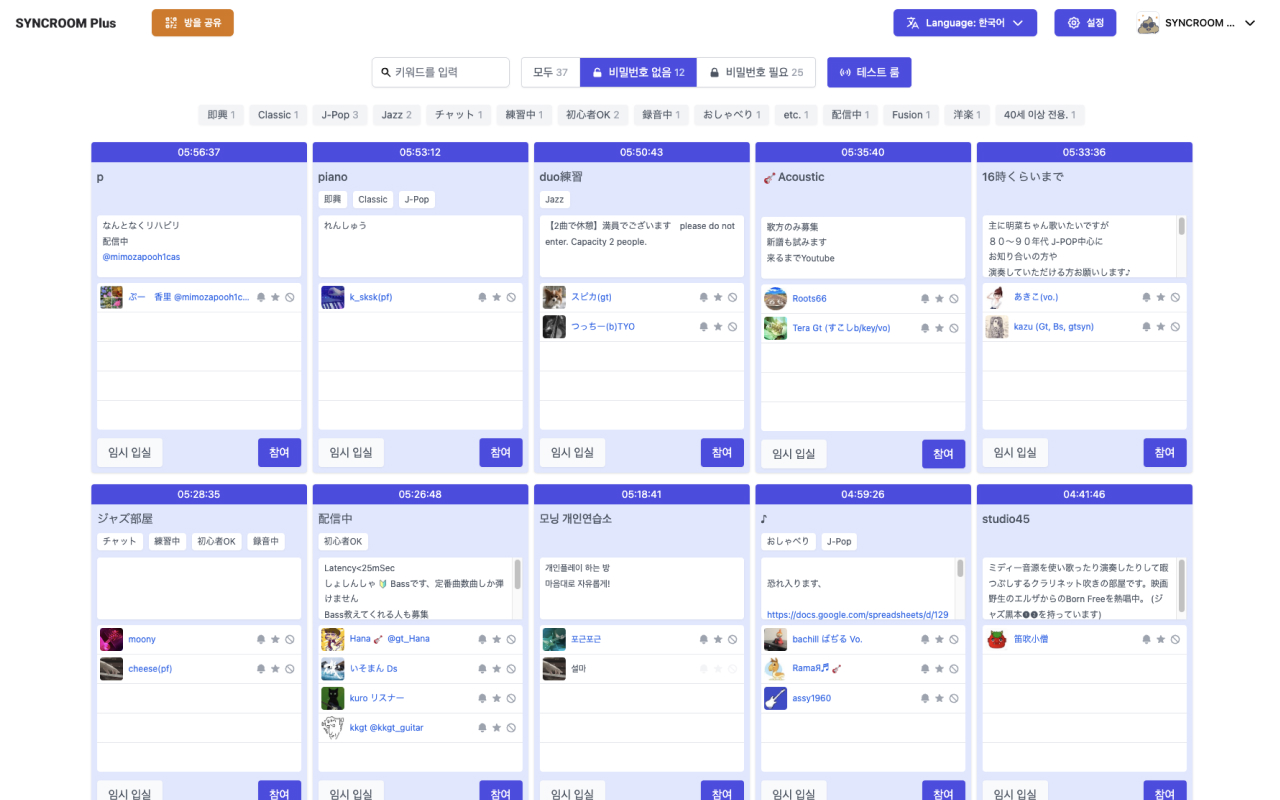 SYNCROOM Plus
방을 공유
Language: 한국어
설정
SYNCROOM ...
키워드를 입력
모두 37
비밀번호 없음 12
비밀번호 필요 25
테스트 룸
即興 1
Classic 1
J-Pop 3
Jazz 2
チャット 1
練習中 1
初心者OK 2
録音中 1
おしゃべり 1
etc. 1
配信中 1
Fusion 1
洋楽 1
40세 이상 전용. 1
05:56:37
p
なんとなくリハビリ
配信中
@mimozapooh1cas
ぷー　香里 @mimozapooh1c...
임시 입실
참여
05:53:12
piano
即興
Classic
J-Pop
れんしゅう
k_sksk(pf)
임시 입실
참여
05:50:43
duo練習
Jazz
【2曲で休憩】満員でございます　please do not
enter. Capacity 2 people.
スピカ(gt)
つっちー(b)TYO
임시 입실
참여
05:35:40
🎸Acoustic
歌方のみ募集
新譜も試みます
来るまでYoutube
Roots66
Tera Gt (すこしb/key/vo)
임시 입실
참여
05:33:36
16時くらいまで
主に明菜ちゃん歌いたいですが
８０〜９０年代 J-POP中心に
お知り合いの方や
演奏していただける方お願いします♪
あきこ(vo.)
kazu (Gt, Bs, gtsyn)
임시 입실
참여
05:28:35
ジャズ部屋
チャット
練習中
初心者OK
録音中
moony
cheese(pf)
임시 입실
참여
05:26:48
配信中
初心者OK
Latency<25mSec
しょしんしゃ🔰Bassです、定番曲数曲しか弾
けません
Bass教えてくれる人も募集
Hana🎸 @gt_Hana
いそまん Ds
kuro リスナー
kkgt @kkgt_guitar
임시 입실
참여
05:18:41
모닝 개인연습소
개인플레이 하는 방
마음대로 자유롭게!
포근포근
설마
임시 입실
참여
04:59:26
♪
おしゃべり
J-Pop
恐れ入ります、
https://docs.google.com/spreadsheets/d/129
bachill ばぢる Vo.
RamaЯ🎵🎸
assy1960
임시 입실
참여
04:41:46
studio45
ミディー音源を使い歌ったり演奏したりして暇
つぶしするクラリネット吹きの部屋です。映画
野生のエルザからのBorn Freeを熱唱中。 (ジ
ャズ黒本❶❶を持っています)
笛吹小僧
임시 입실
참여